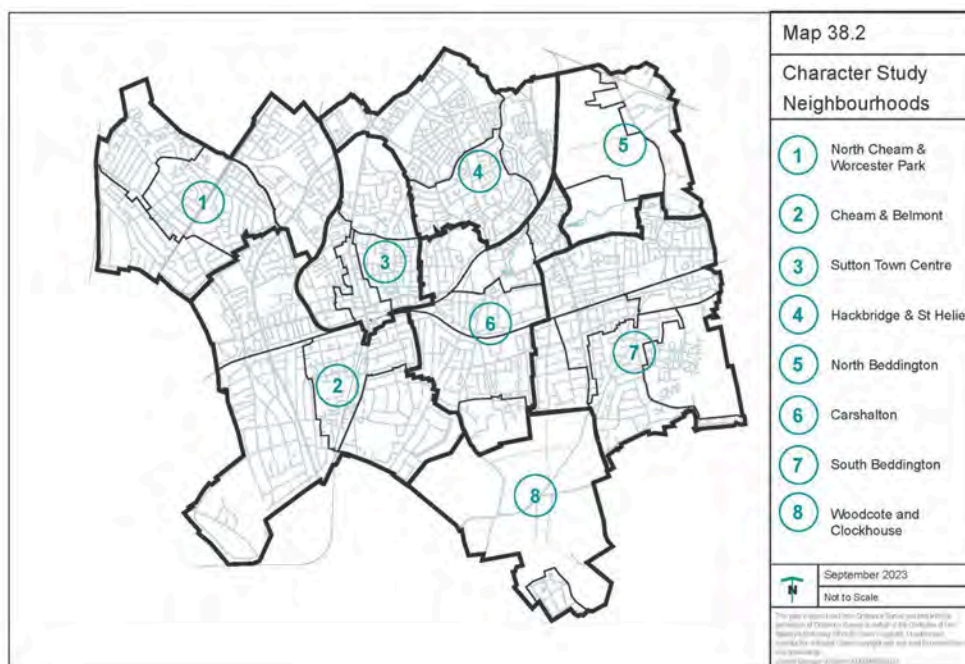 Map 38.2
Character Study
Neighbourhoods
1 North Cheam &
Worcester Park
2 Cheam & Belmont
3 Sutton Town Centre
4 Hackbridge & St Helie
5 North Beddington
6 Carshalton
7 South Beddington
8 Woodcote and
Clockhouse
N
September 2023
Not to Scale
1
2
3
4
5
6
7
8